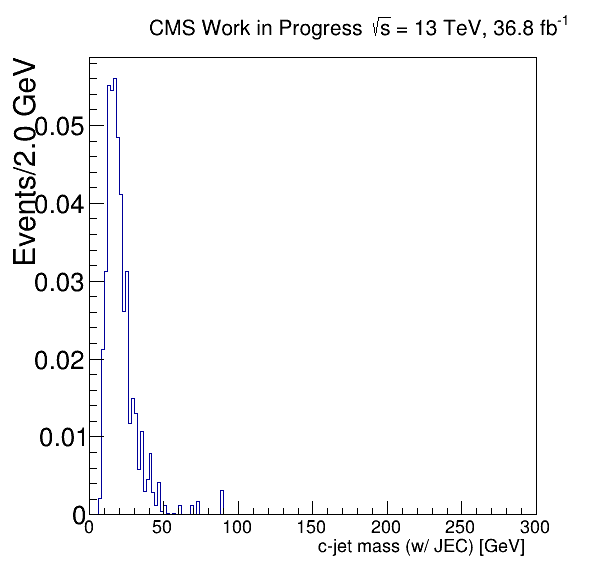 CMS Work in Progress √s = 13 TeV, 36.8 fb⁻¹
Events/2.0 GeV
0.05
0.04
0.03
0.02
0.01
0
0 50 100 150 200 250 300
c-jet mass (w/ JEC) [GeV]